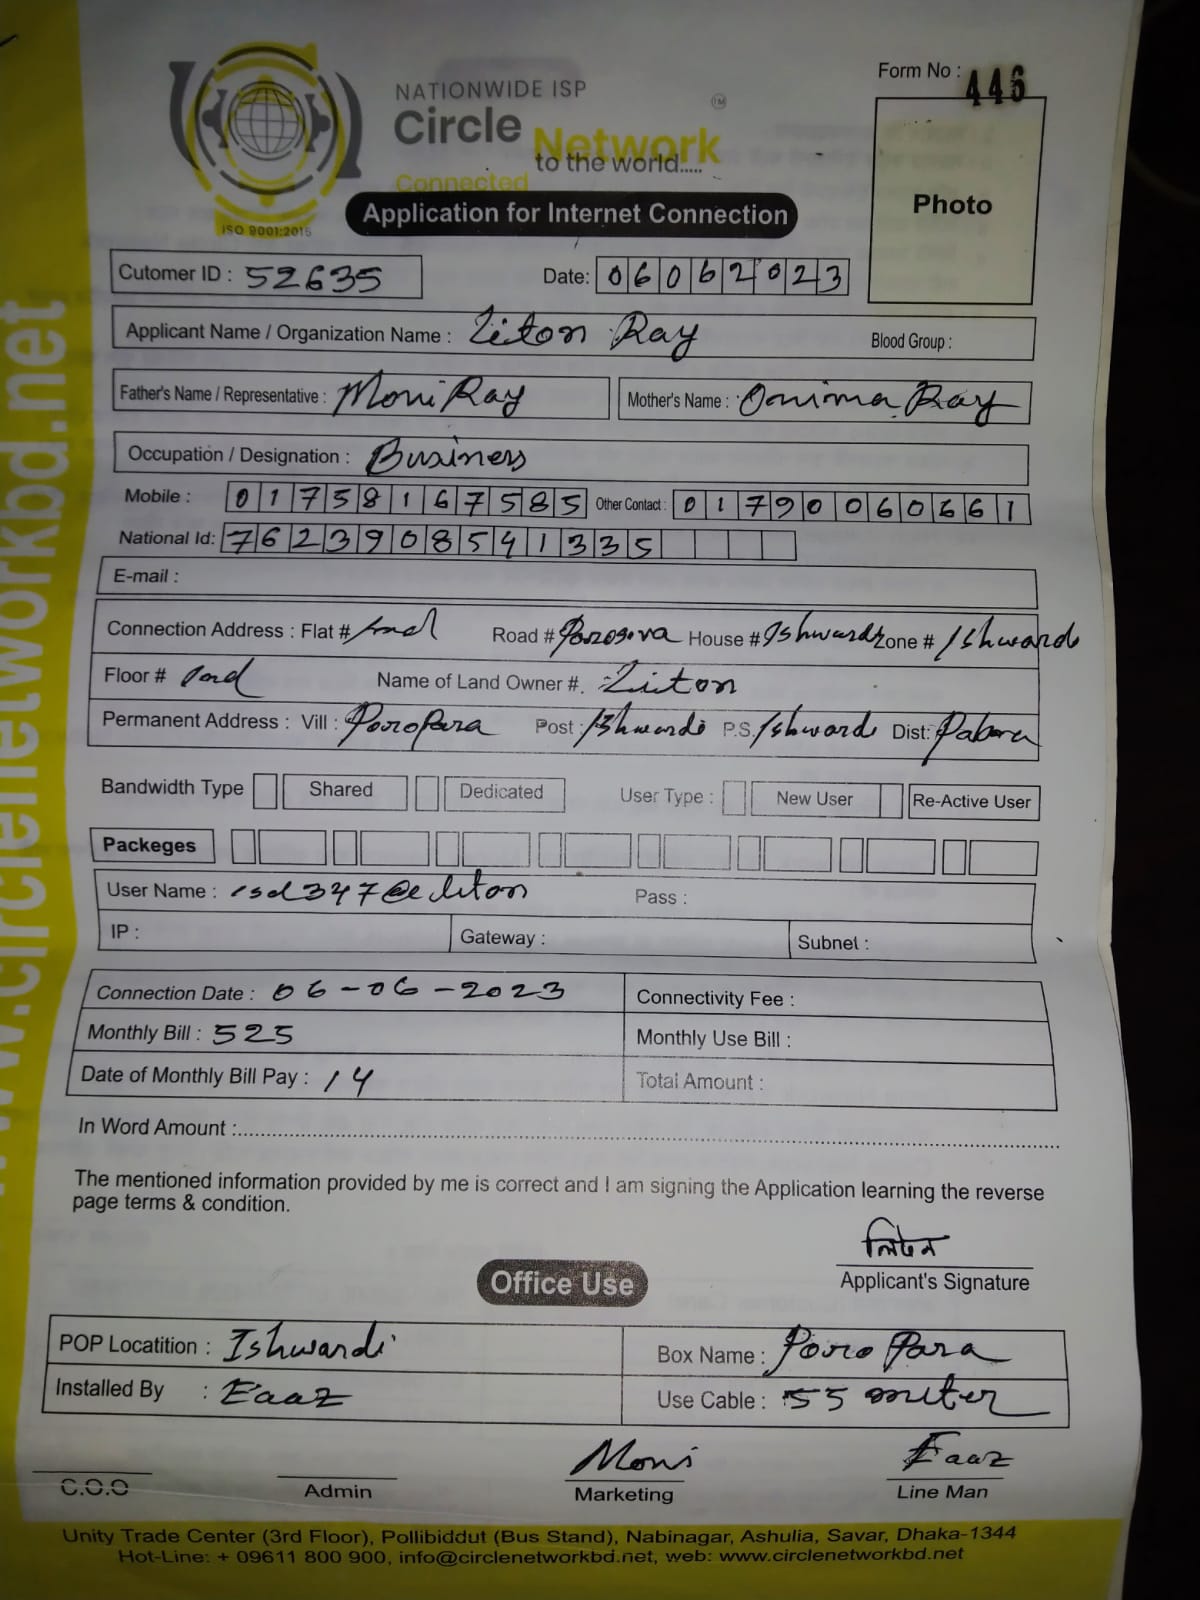 www.circlenetworkbd.net
NATIONWIDE ISP
Circle Network
TM
Connected to the world.....
ISO 9001:2015
Form No : 446
Photo
Application for Internet Connection
Cutomer ID : 52635 Date: 06062023
Applicant Name / Organization Name : Liton Ray Blood Group :
Father's Name / Representative : Moni Ray Mother's Name : Onima Ray
Occupation / Designation : Business
Mobile : 01758167585 Other Contact : 01790060661
National Id: 7623908541335
E-mail :
Connection Address : Flat # Road # House # Ishwardi Zone # Ishwardi
Floor # Name of Land Owner #. Liton
Permanent Address : Vill : PoroPara Post : Ishwardi P.S. Ishwardi Dist: Pabna
Bandwidth Type Shared Dedicated User Type : New User Re-Active User
Packeges
User Name : Pass :
IP : Gateway : Subnet :
Connection Date : 06-06-2023 Connectivity Fee :
Monthly Bill : 525 Monthly Use Bill :
Date of Monthly Bill Pay : 14 Total Amount :
In Word Amount :
The mentioned information provided by me is correct and I am signing the Application learning the reverse
page terms & condition.
লিটন
Applicant's Signature
Office Use
POP Locatition : Ishwardi Box Name : Poro Para
Installed By : Eaaz Use Cable : 55 meter
Moni Eaaz
C.O.O Admin Marketing Line Man
Unity Trade Center (3rd Floor), Pollibiddut (Bus Stand), Nabinagar, Ashulia, Savar, Dhaka-1344
Hot-Line: + 09611 800 900, info@circlenetworkbd.net, web: www.circlenetworkbd.net